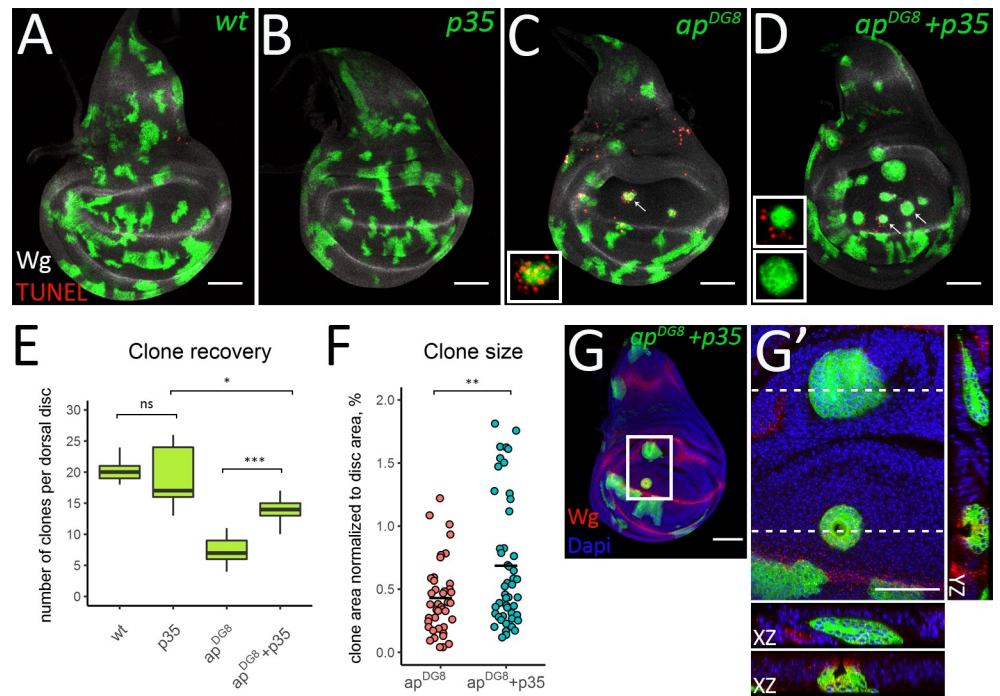 A wt
B p35
C ap^DG8
D ap^DG8 +p35
Wg
TUNEL
E Clone recovery
number of clones per dorsal disc
30
25
20
15
10
5
0
ns
*
***
wt
p35
ap^DG8
ap^DG8+p35
F Clone size
clone area normalized to disc area, %
2.0
1.5
1.0
0.5
0.0
**
ap^DG8
ap^DG8+p35
G ap^DG8 +p35
Wg
Dapi
G’
YZ
XZ
XZ